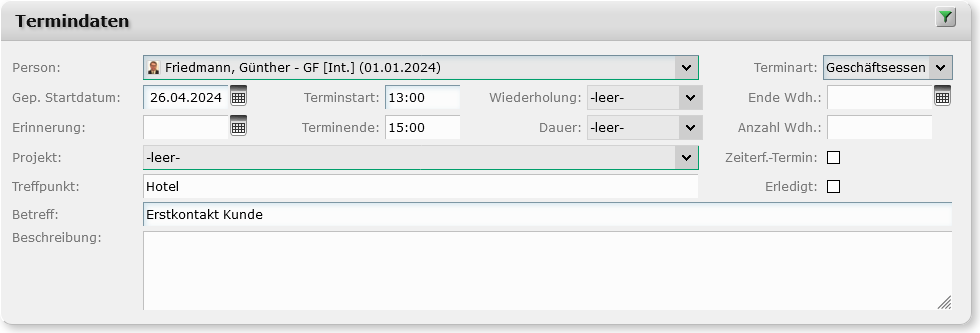 Termindaten
Person: Friedmann, Günther - GF [Int.] (01.01.2024) Terminart: Geschäftsessen
Gep. Startdatum: 26.04.2024 Terminstart: 13:00 Wiederholung: -leer- Ende Wdh.:
Erinnerung: Terminende: 15:00 Dauer: -leer- Anzahl Wdh.:
Projekt: -leer- Zeiterf.-Termin:
Treffpunkt: Hotel Erledigt:
Betreff: Erstkontakt Kunde
Beschreibung: